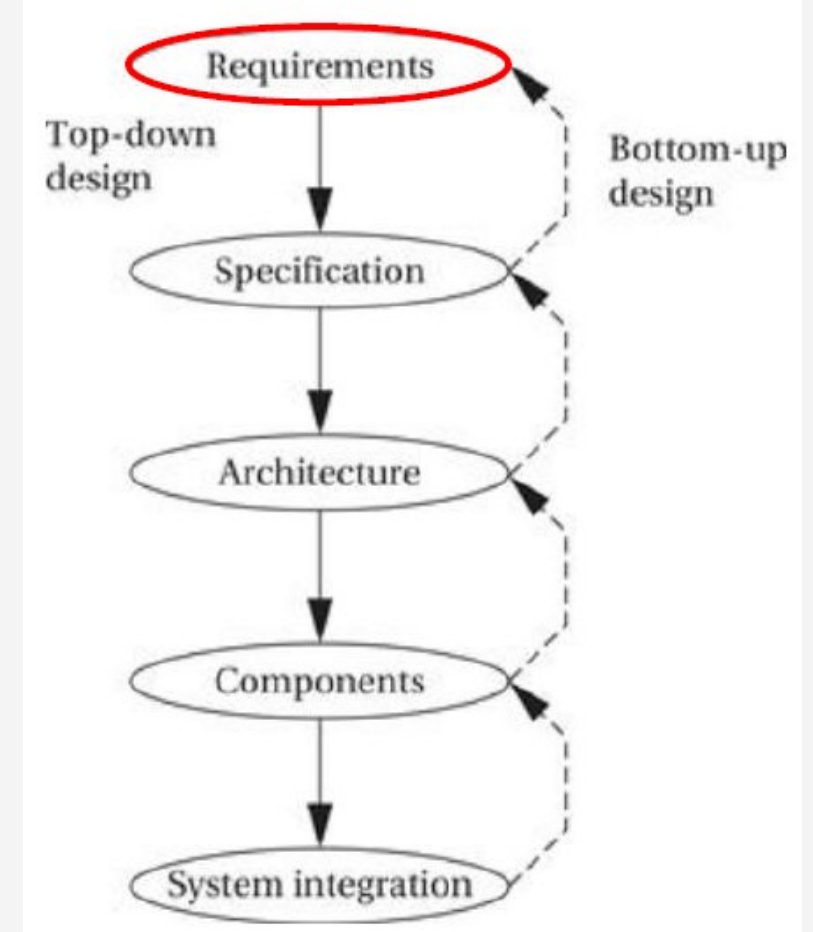 Requirements
Top-down
design
Bottom-up
design
Specification
Architecture
Components
System integration